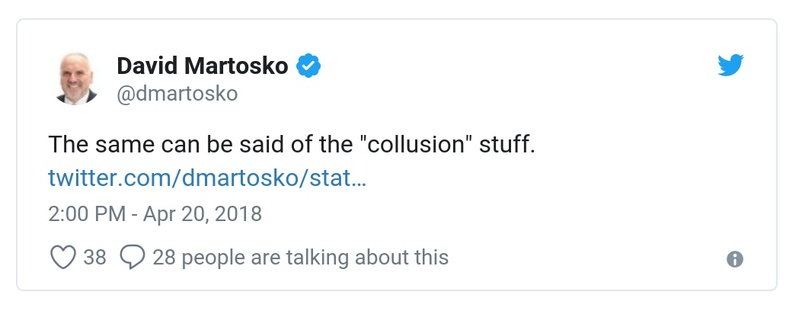 David Martosko
@dmartosko
The same can be said of the "collusion" stuff.
twitter.com/dmartosko/stat…
2:00 PM - Apr 20, 2018
38 28 people are talking about this